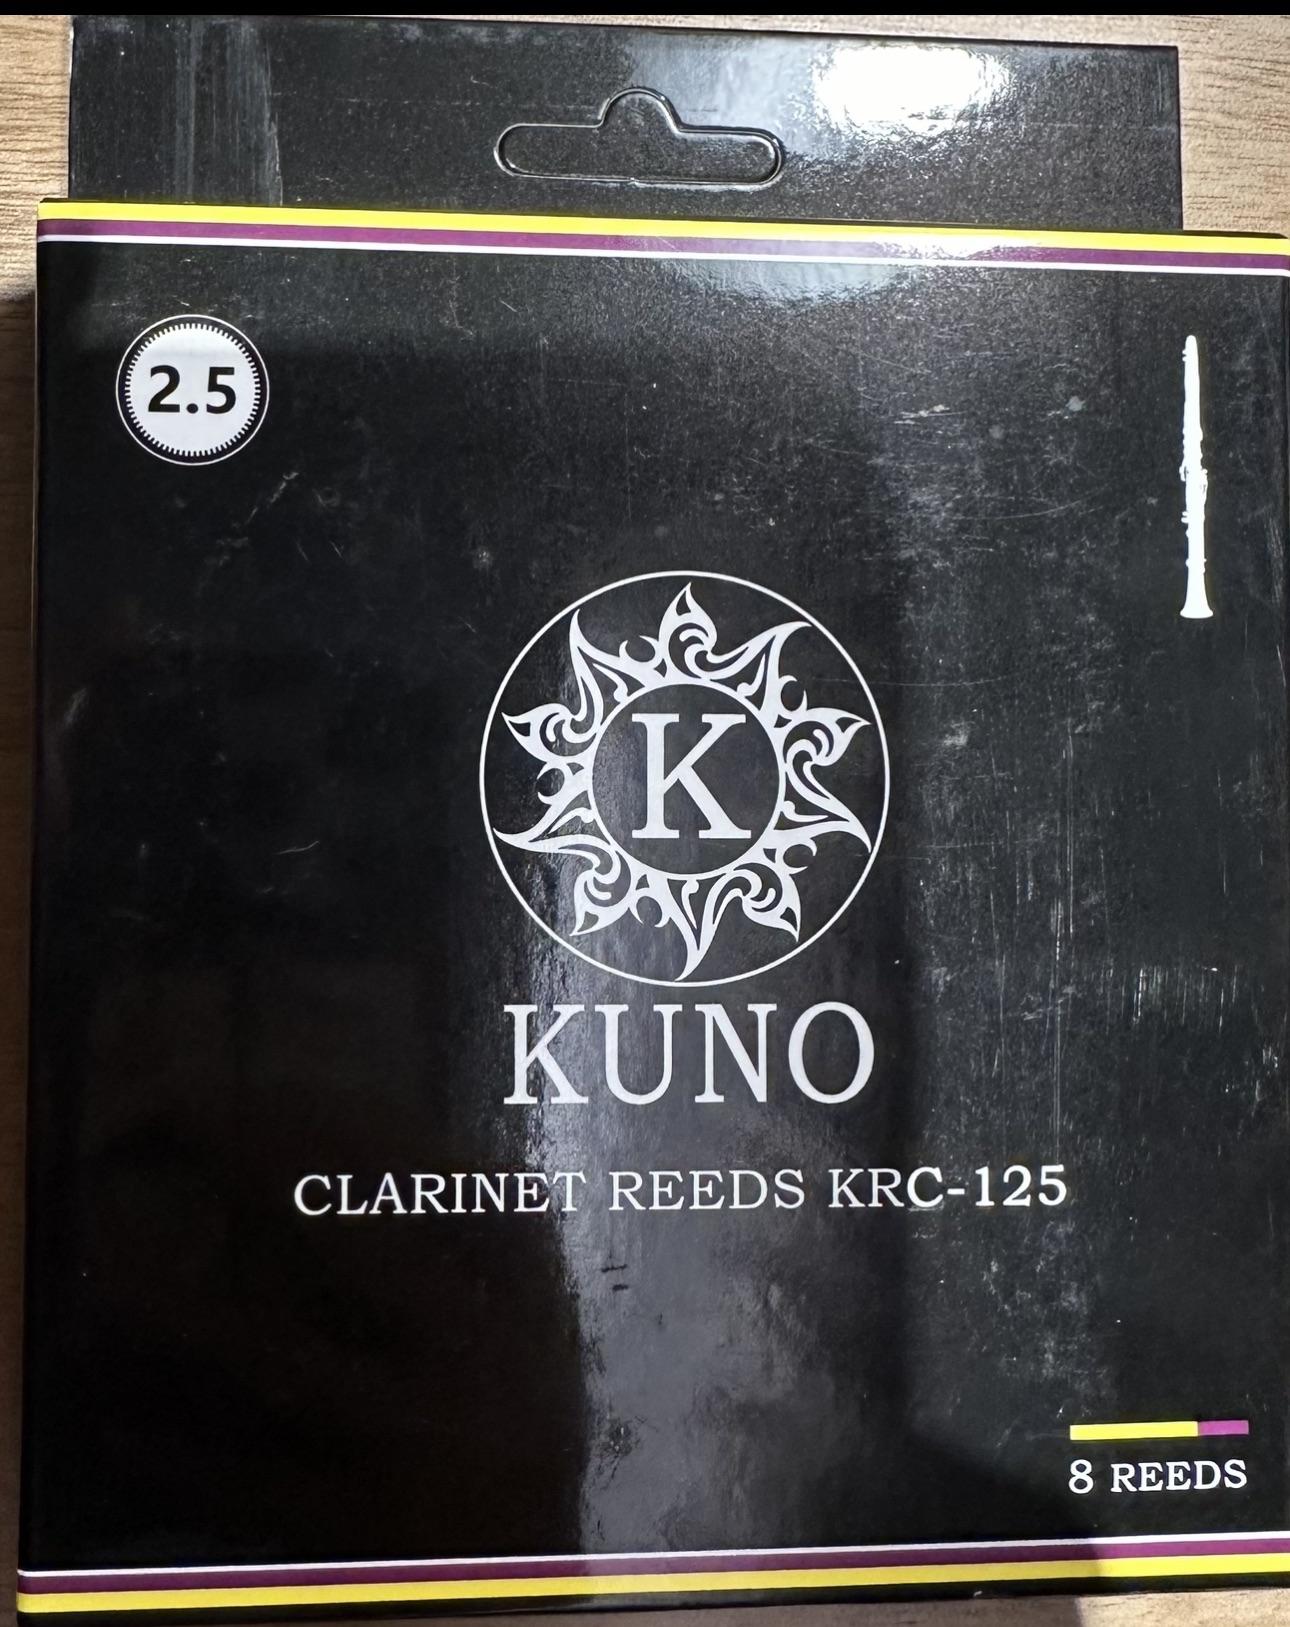 2.5
K
KUNO
CLARINET REEDS KRC-125
8 REEDS